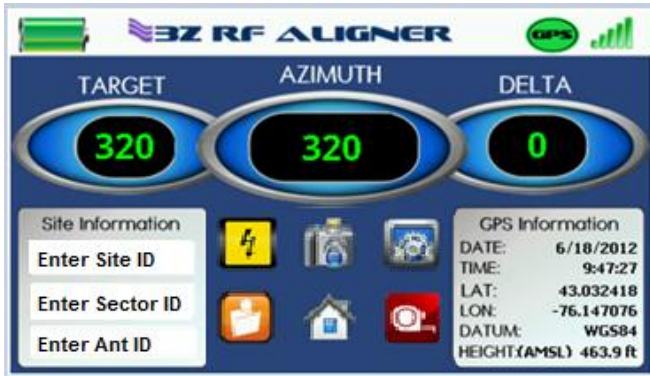 3Z RF ALIGNER
GPS
TARGET
AZIMUTH
DELTA
320
320
0
Site Information
Enter Site ID
Enter Sector ID
Enter Ant ID
GPS Information
DATE: 6/18/2012
TIME: 9:47:27
LAT: 43.032418
LON: -76.147076
DATUM: WGS84
HEIGHT:(AMSL) 463.9 ft